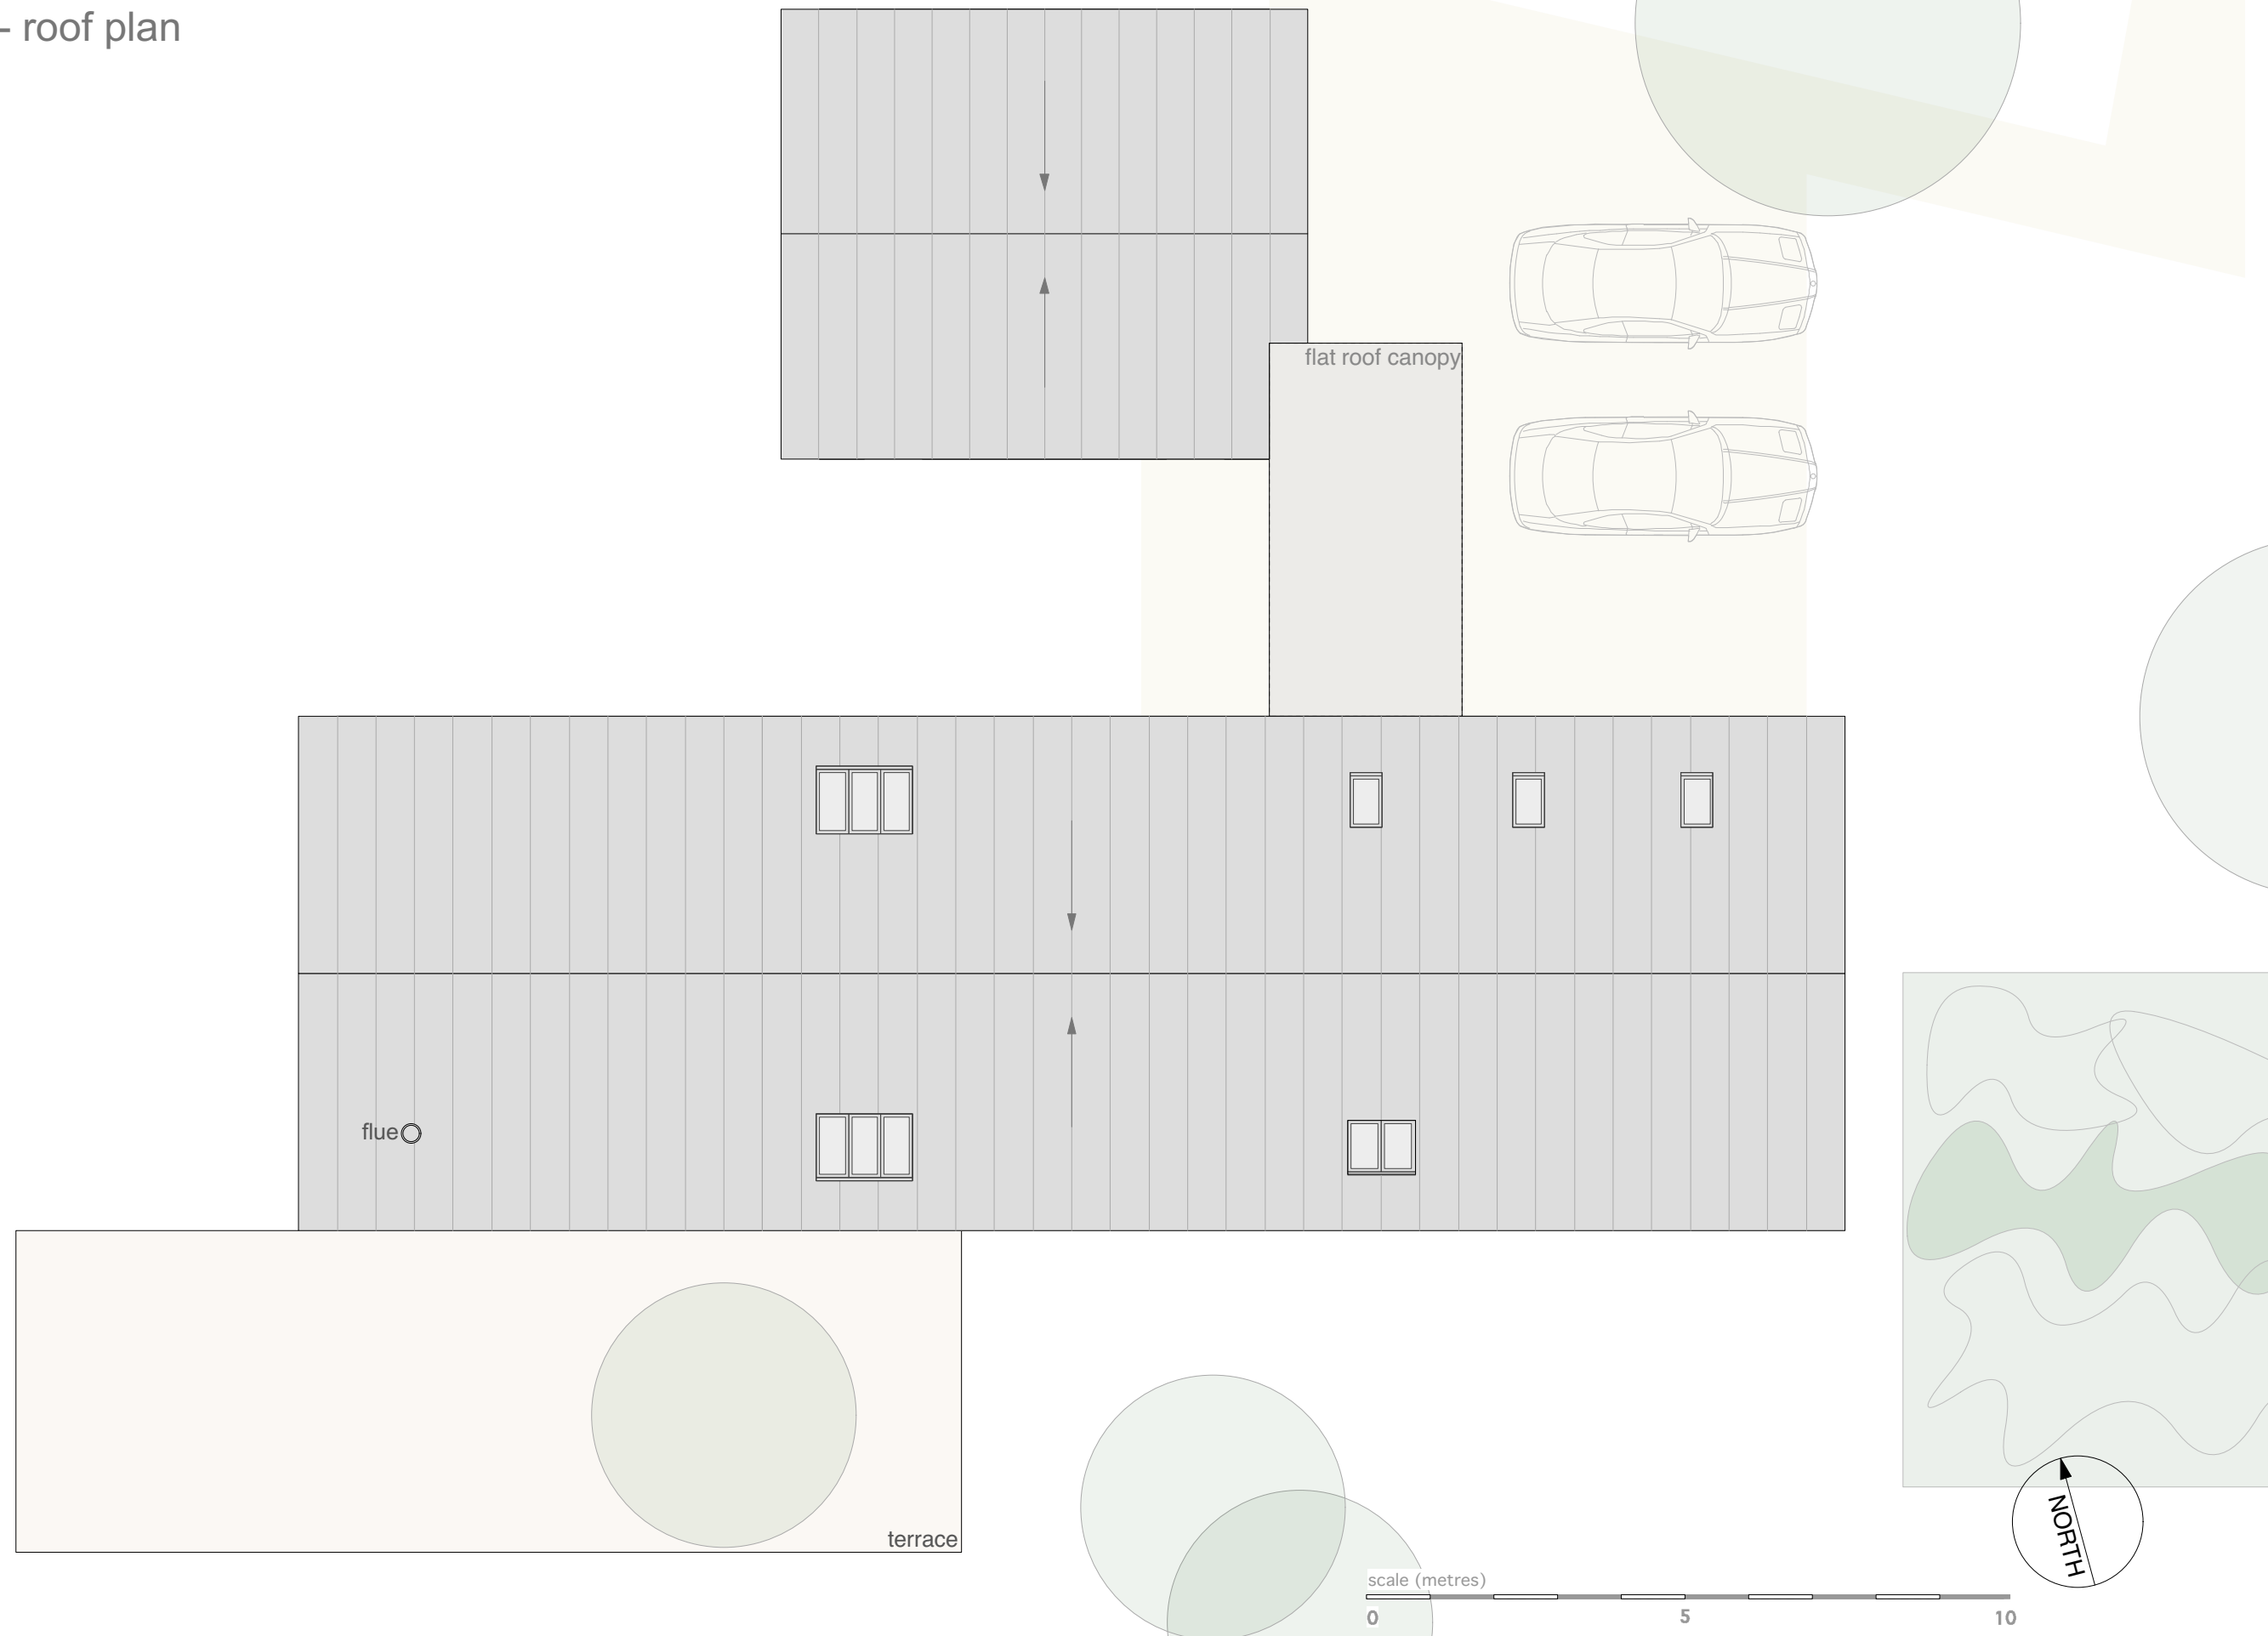 - roof plan
flat roof canopy
flue
terrace
NORTH
scale (metres)
0 5 10